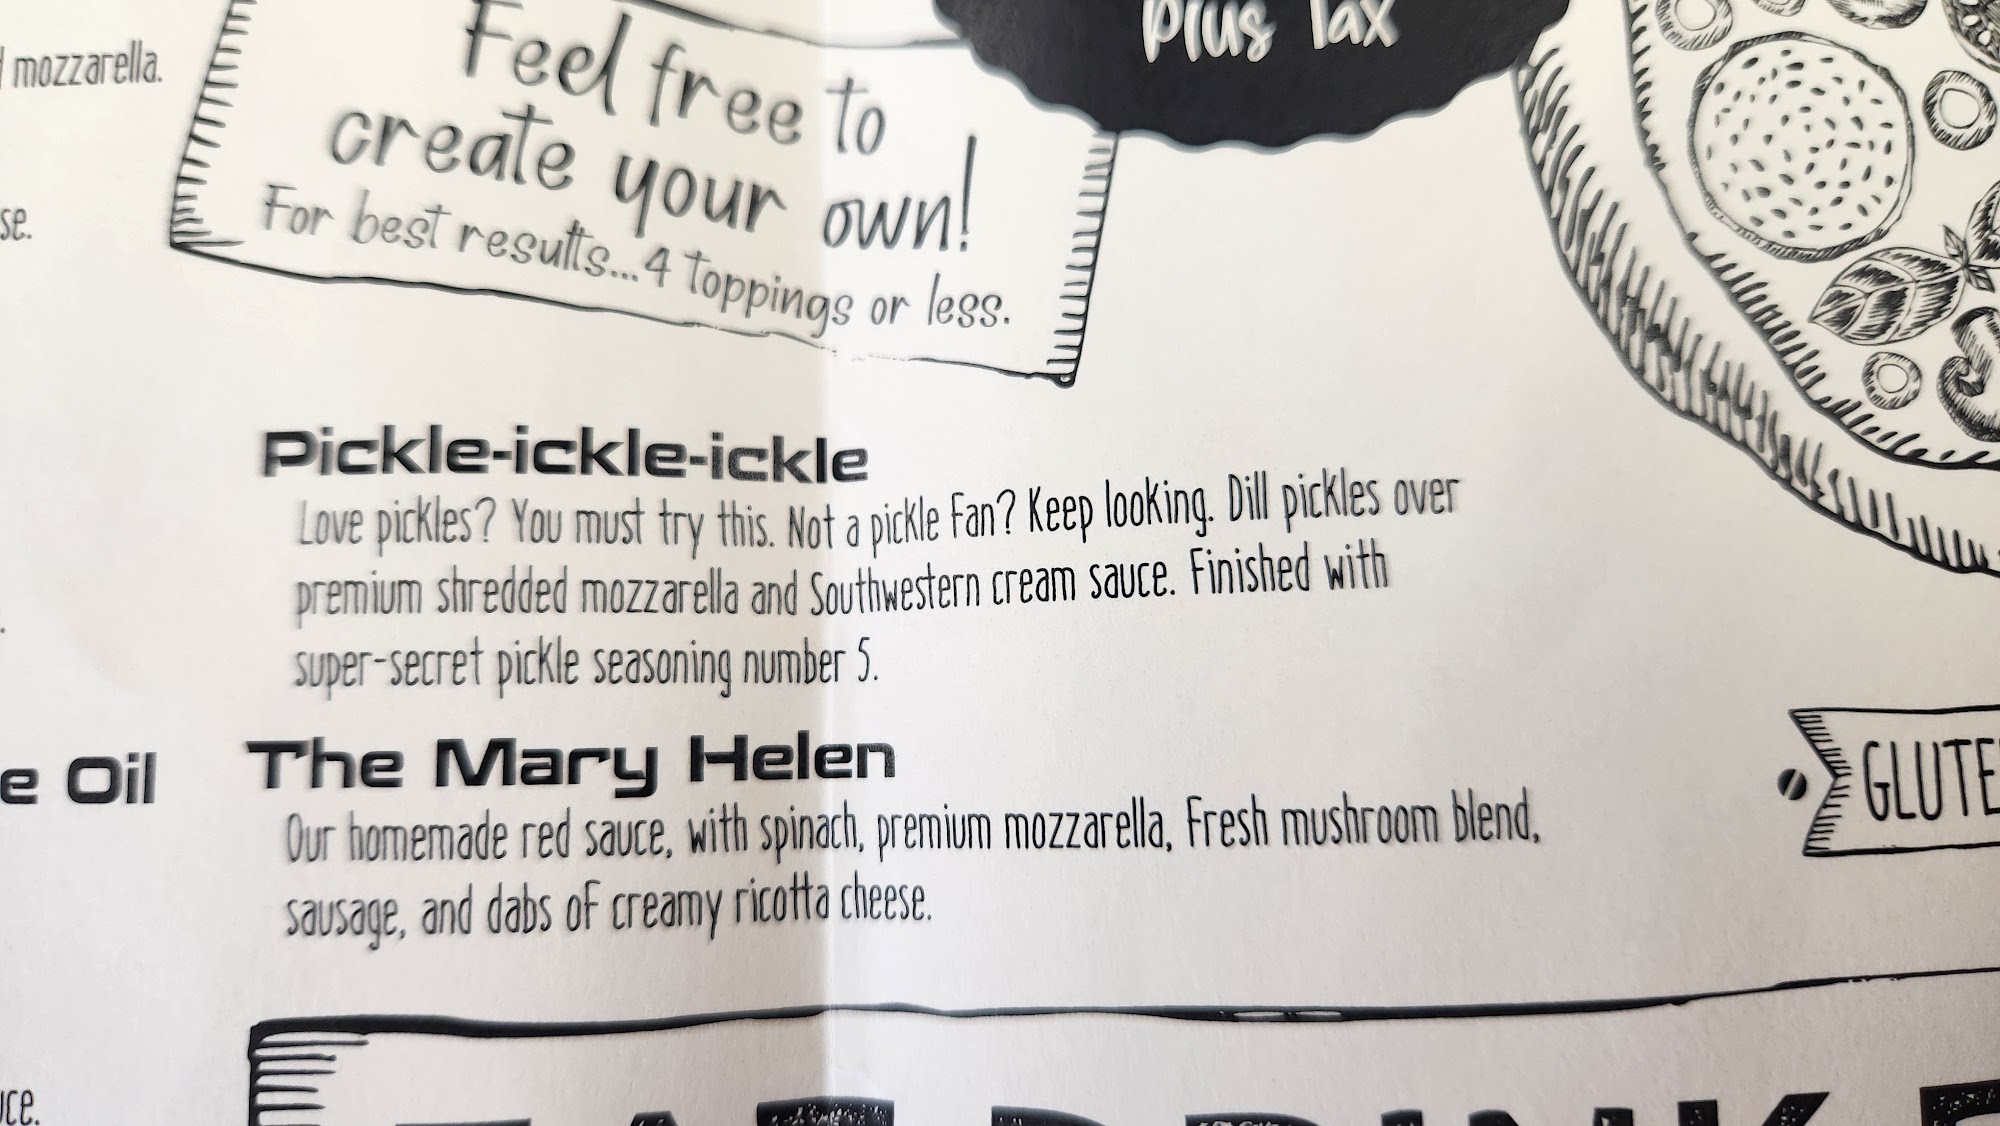 Plus Tax
mozzarella.
Feel free to
create your own!
For best results...4 toppings or less.
se.
Pickle-ickle-ickle
Love pickles? You must try this. Not a pickle fan? Keep looking. Dill pickles over
premium shredded mozzarella and Southwestern cream sauce. Finished with
super-secret pickle seasoning number 5.
e Oil
The Mary Helen
Our homemade red sauce, with spinach, premium mozzarella, fresh mushroom blend,
sausage, and dabs of creamy ricotta cheese.
GLUTE
uce.
EAT DRINK